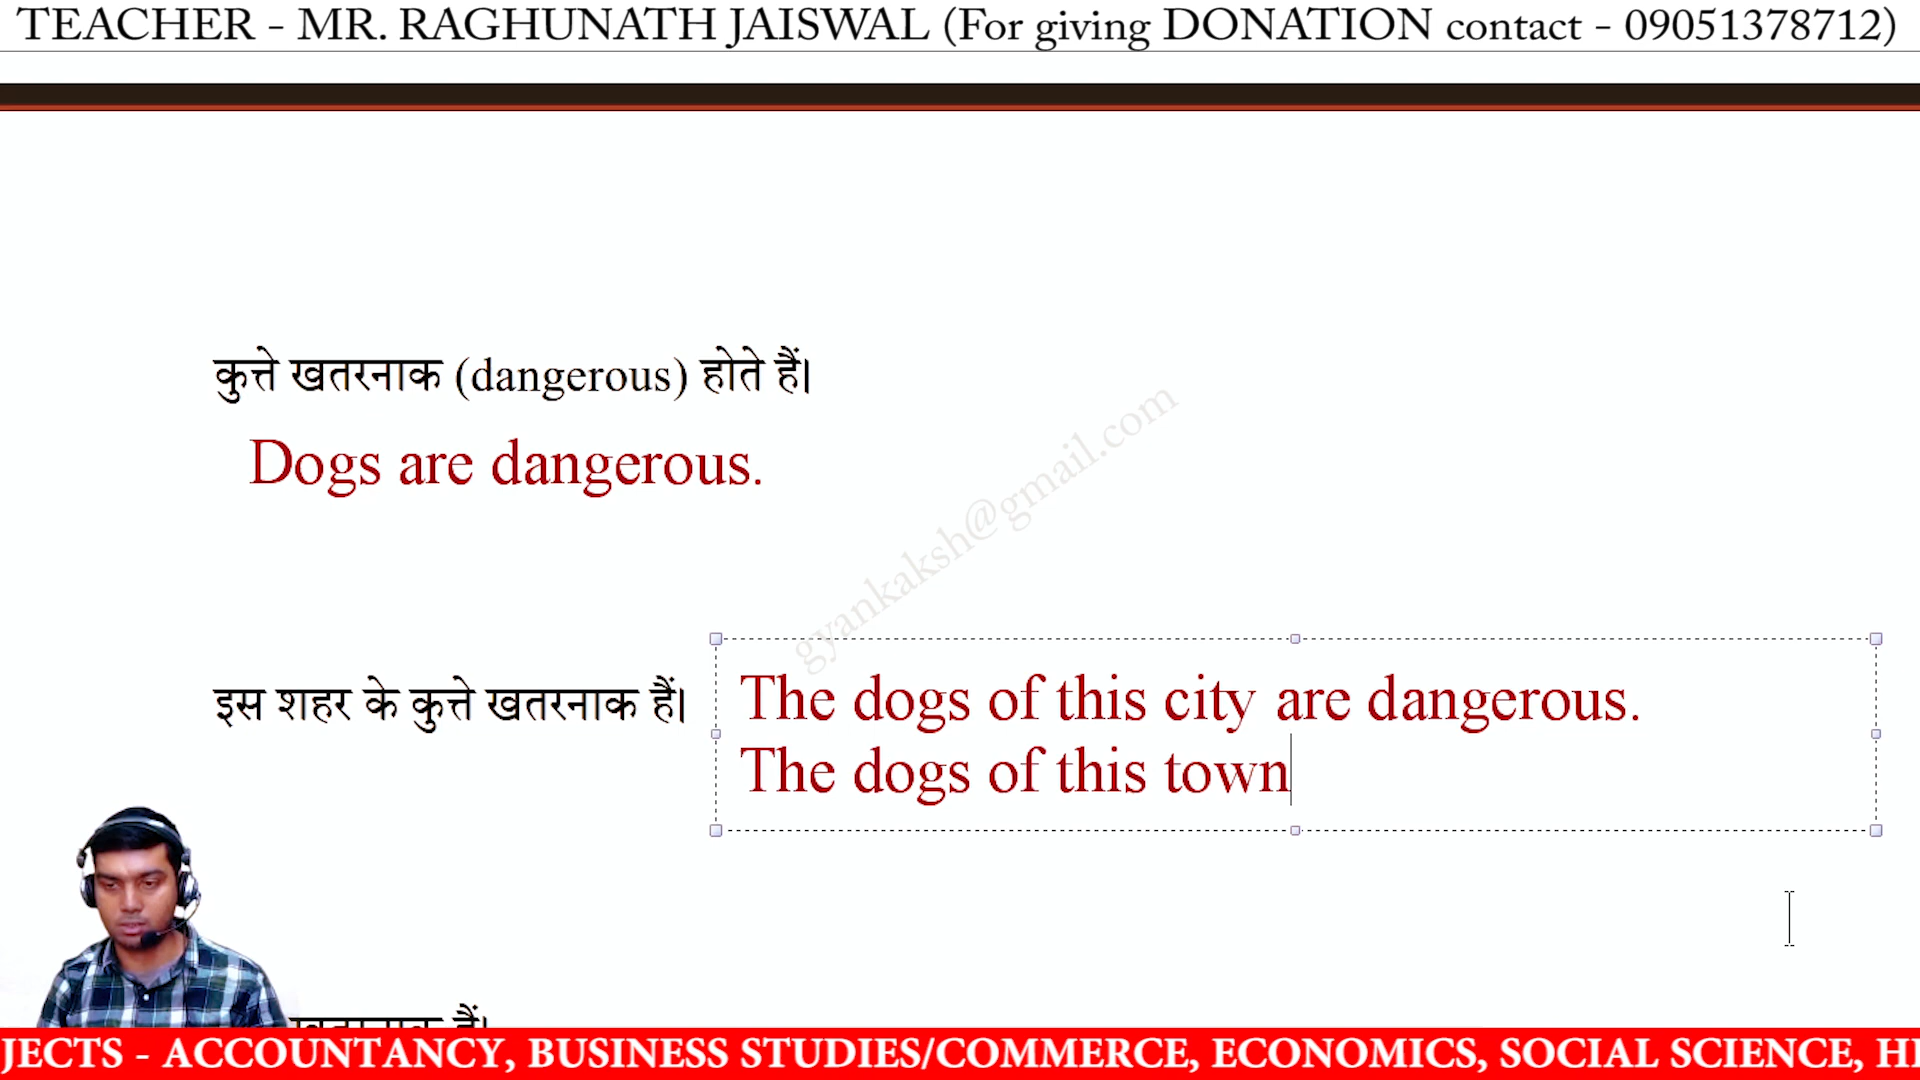 TEACHER - MR. RAGHUNATH JAISWAL (For giving DONATION contact - 09051378712)
कुत्ते खतरनाक (dangerous) होते हैं।
Dogs are dangerous.
gyankaksh@gmail.com
इस शहर के कुत्ते खतरनाक हैं।
The dogs of this city are dangerous.
The dogs of this town
खतरनाक हैं।
JECTS - ACCOUNTANCY, BUSINESS STUDIES/COMMERCE, ECONOMICS, SOCIAL SCIENCE, HI